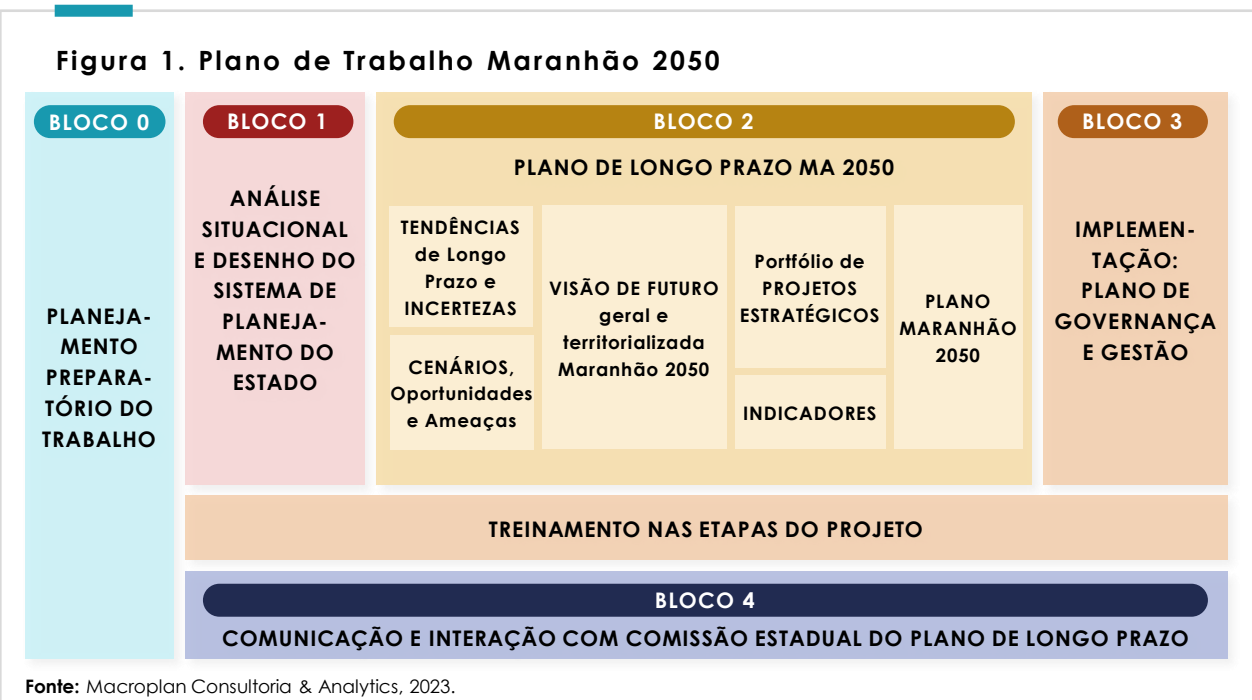 Figura 1. Plano de Trabalho Maranhão 2050
BLOCO 0
PLANEJA-
MENTO
PREPARA-
TÓRIO DO
TRABALHO
BLOCO 1
ANÁLISE
SITUACIONAL
E DESENHO DO
SISTEMA DE
PLANEJA-
MENTO DO
ESTADO
BLOCO 2
PLANO DE LONGO PRAZO MA 2050
TENDÊNCIAS
de Longo
Prazo e
INCERTEZAS
CENÁRIOS,
Oportunidades
e Ameaças
VISÃO DE FUTURO
geral e
territorializada
Maranhão 2050
Portfólio de
PROJETOS
ESTRATÉGICOS
INDICADORES
PLANO
MARANHÃO
2050
BLOCO 3
IMPLEMEN-
TAÇÃO:
PLANO DE
GOVERNANÇA
E GESTÃO
TREINAMENTO NAS ETAPAS DO PROJETO
BLOCO 4
COMUNICAÇÃO E INTERAÇÃO COM COMISSÃO ESTADUAL DO PLANO DE LONGO PRAZO
Fonte: Macroplan Consultoria & Analytics, 2023.